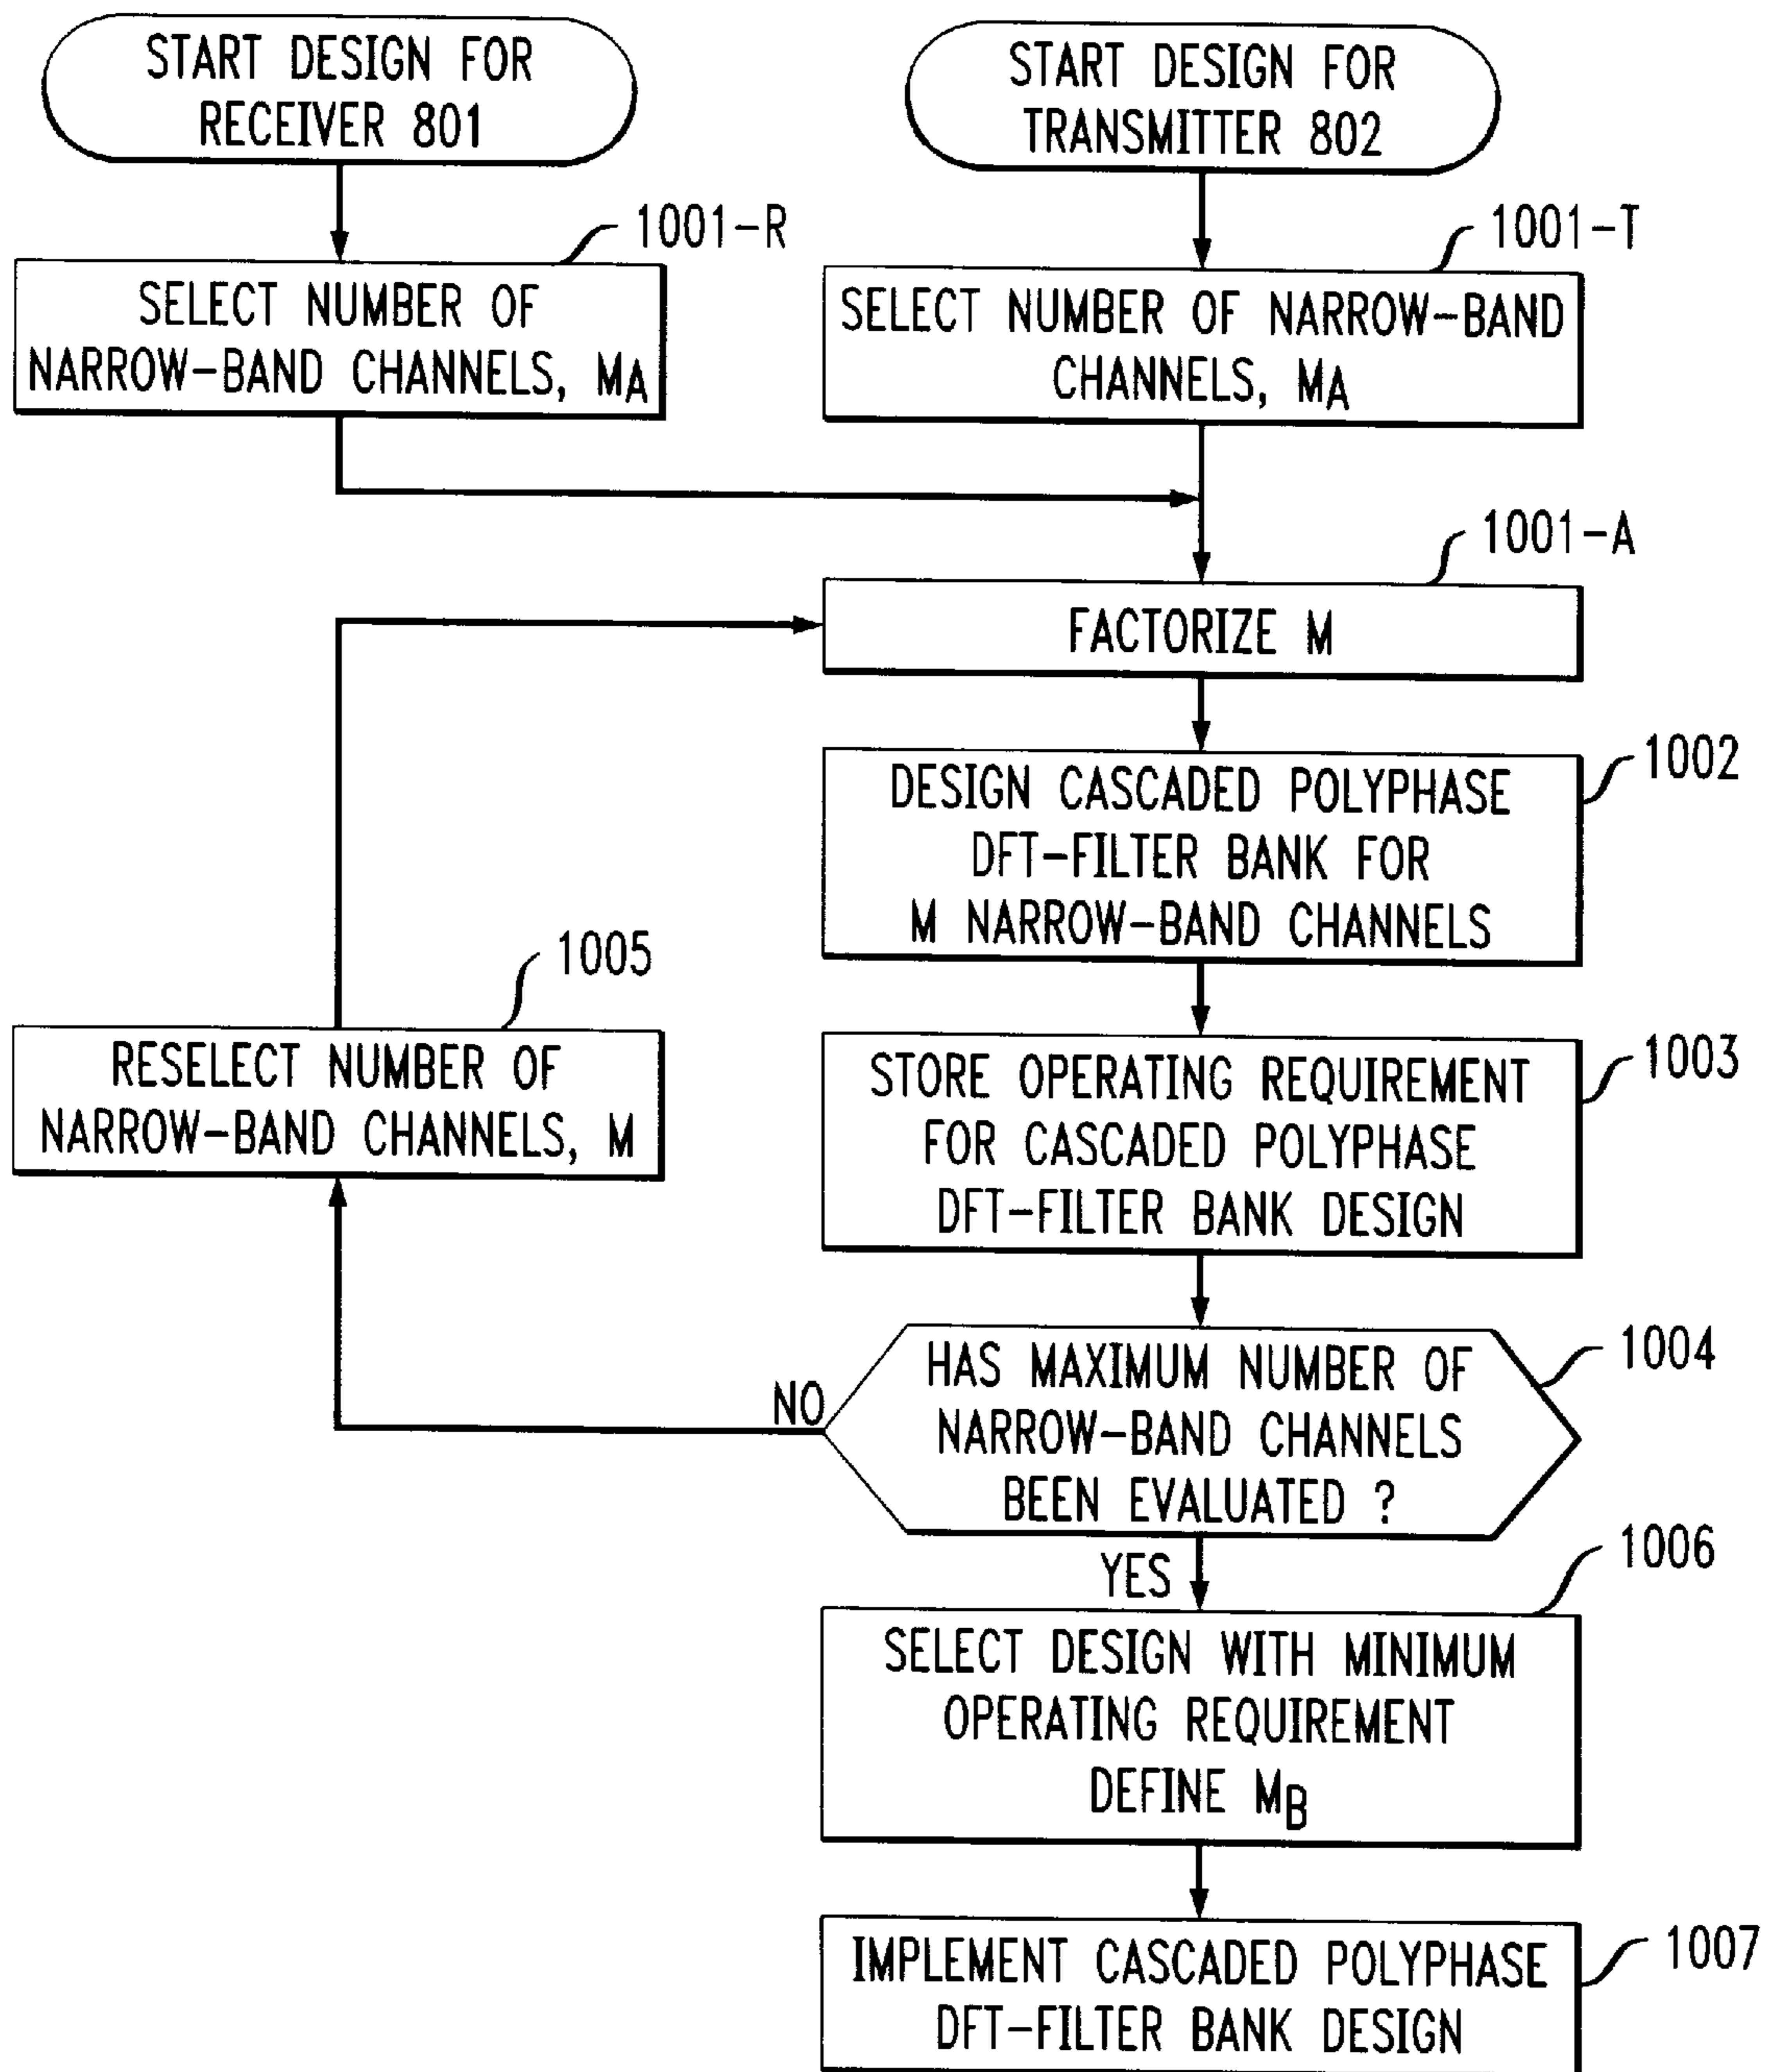 START DESIGN FOR
RECEIVER 801
START DESIGN FOR
TRANSMITTER 802
1001-R
1001-T
SELECT NUMBER OF
NARROW-BAND CHANNELS, MA
SELECT NUMBER OF NARROW-BAND
CHANNELS, MA
1001-A
FACTORIZE M
1002
DESIGN CASCADED POLYPHASE
DFT-FILTER BANK FOR
M NARROW-BAND CHANNELS
1005
RESELECT NUMBER OF
NARROW-BAND CHANNELS, M
1003
STORE OPERATING REQUIREMENT
FOR CASCADED POLYPHASE
DFT-FILTER BANK DESIGN
1004
HAS MAXIMUM NUMBER OF
NARROW-BAND CHANNELS
BEEN EVALUATED ?
NO
YES
1006
SELECT DESIGN WITH MINIMUM
OPERATING REQUIREMENT
DEFINE MB
1007
IMPLEMENT CASCADED POLYPHASE
DFT-FILTER BANK DESIGN